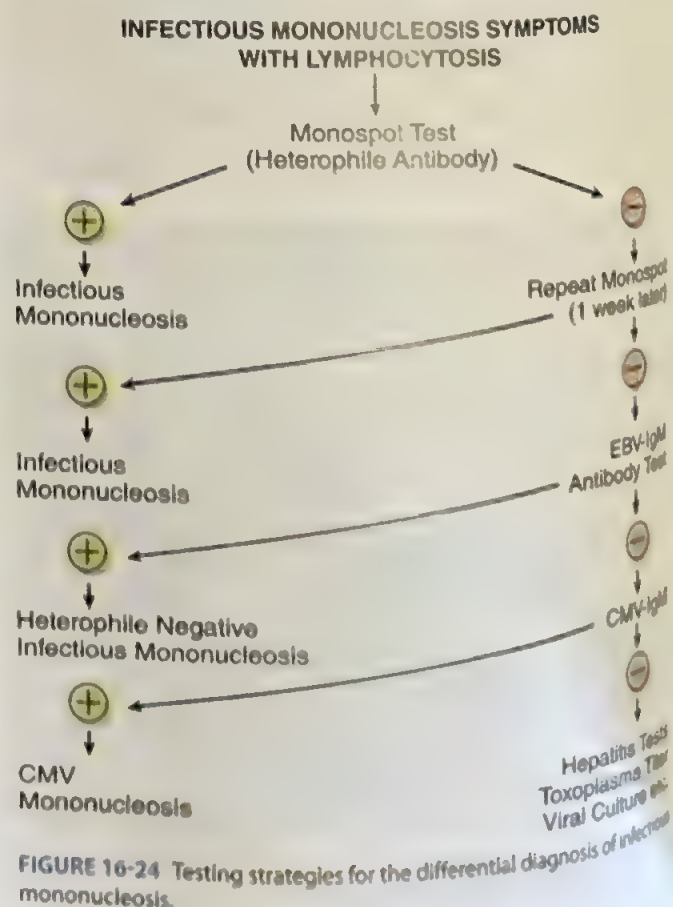 INFECTIOUS MONONUCLEOSIS SYMPTOMS
WITH LYMPHOCYTOSIS
Monospot Test
(Heterophile Antibody)
+
−
Infectious
Mononucleosis
Repeat Monospot
(1 week later)
+
−
Infectious
Mononucleosis
EBV-IgM
Antibody Test
+
−
Heterophile Negative
Infectious Mononucleosis
CMV-IgM
+
−
CMV
Mononucleosis
Hepatitis Tests
Toxoplasma Titer
Viral Culture etc.
FIGURE 16-24 Testing strategies for the differential diagnosis of infectious
mononucleosis.